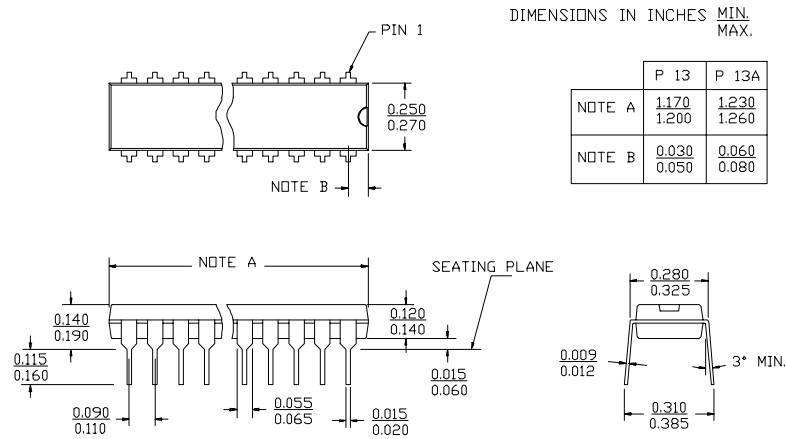 DIMENSIONS IN INCHES MIN.
MAX.
PIN 1
P 13 P 13A
NOTE A 1.170 1.230
1.200 1.260
NOTE B 0.030 0.060
0.050 0.080
0.250
0.270
NOTE B
NOTE A
SEATING PLANE
0.280
0.325
0.140
0.190
0.120
0.140
0.115
0.160
0.015
0.060
0.009
0.012
3° MIN.
0.090
0.110
0.055
0.065
0.015
0.020
0.310
0.385